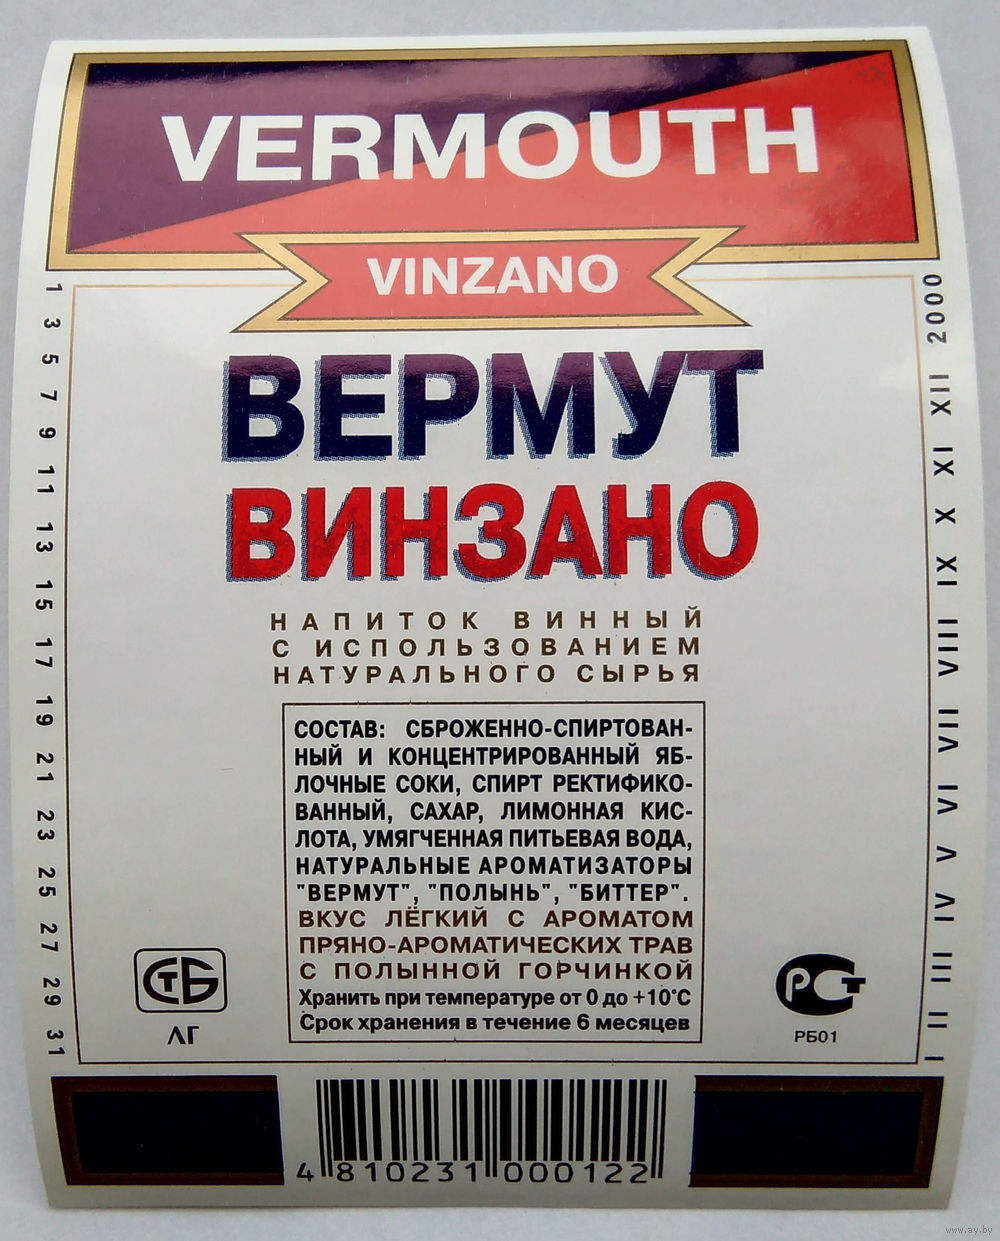 VERMOUTH
VINZANO
ВЕРМУТ
ВИНЗАНО
НАПИТОК ВИННЫЙ
С ИСПОЛЬЗОВАНИЕМ
НАТУРАЛЬНОГО СЫРЬЯ
СОСТАВ: СБРОЖЕННО-СПИРТОВАН-
НЫЙ И КОНЦЕНТРИРОВАННЫЙ ЯБ-
ЛОЧНЫЕ СОКИ, СПИРТ РЕКТИФИКО-
ВАННЫЙ, САХАР, ЛИМОННАЯ КИС-
ЛОТА, УМЯГЧЕННАЯ ПИТЬЕВАЯ ВОДА,
НАТУРАЛЬНЫЕ АРОМАТИЗАТОРЫ
"ВЕРМУТ", "ПОЛЫНЬ", "БИТТЕР".
ВКУС ЛЁГКИЙ С АРОМАТОМ
ПРЯНО-АРОМАТИЧЕСКИХ ТРАВ
С ПОЛЫННОЙ ГОРЧИНКОЙ
Хранить при температуре от 0 до +10°С
Срок хранения в течение 6 месяцев
СТБ
ЛГ
РСТ
РБ01
1 3 5 7 9 11 13 15 17 19 21 23 25 27 29 31
I II III IV V VI VII VIII IX X XI XII 2000
4 810231 000122
www.ay.by